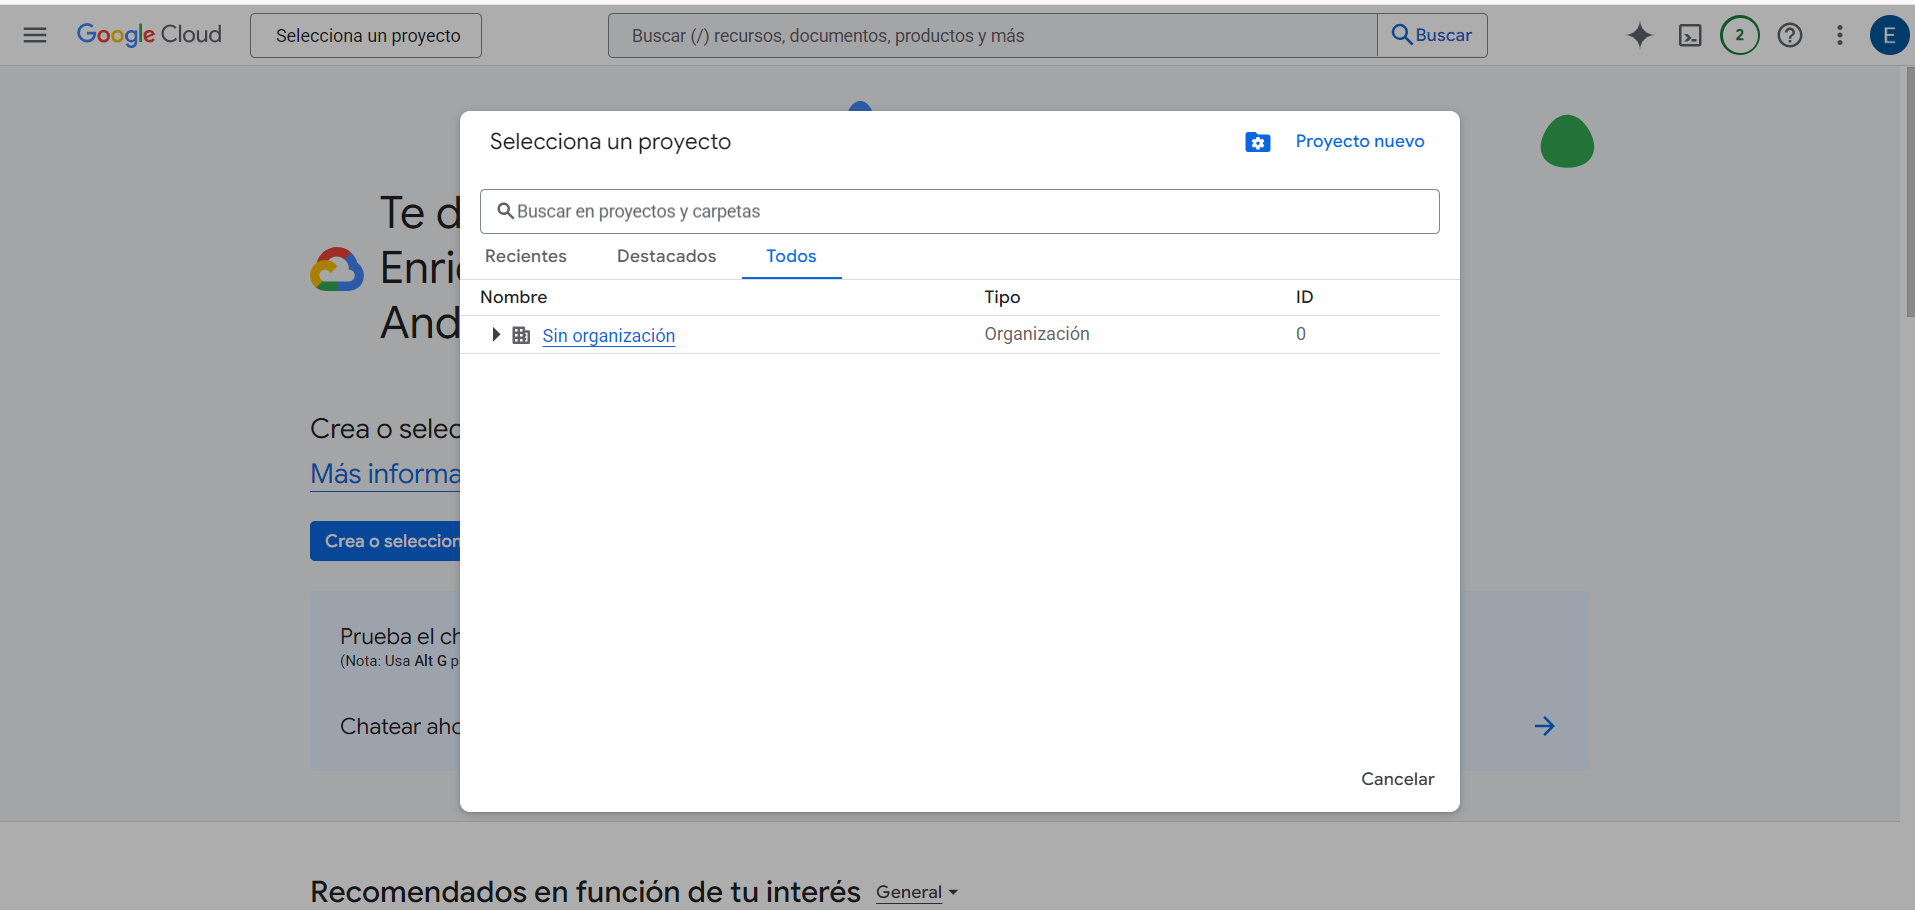 Google Cloud
Selecciona un proyecto
Buscar (/) recursos, documentos, productos y más
Buscar
2
E
Selecciona un proyecto
Proyecto nuevo
Buscar en proyectos y carpetas
Recientes
Destacados
Todos
Nombre
Tipo
ID
Sin organización
Organización
0
Cancelar
Te d
Enri
And
Crea o selec
Más informa
Crea o seleccion
Prueba el ch
(Nota: Usa Alt G p
Chatear aho
Recomendados en función de tu interés
General